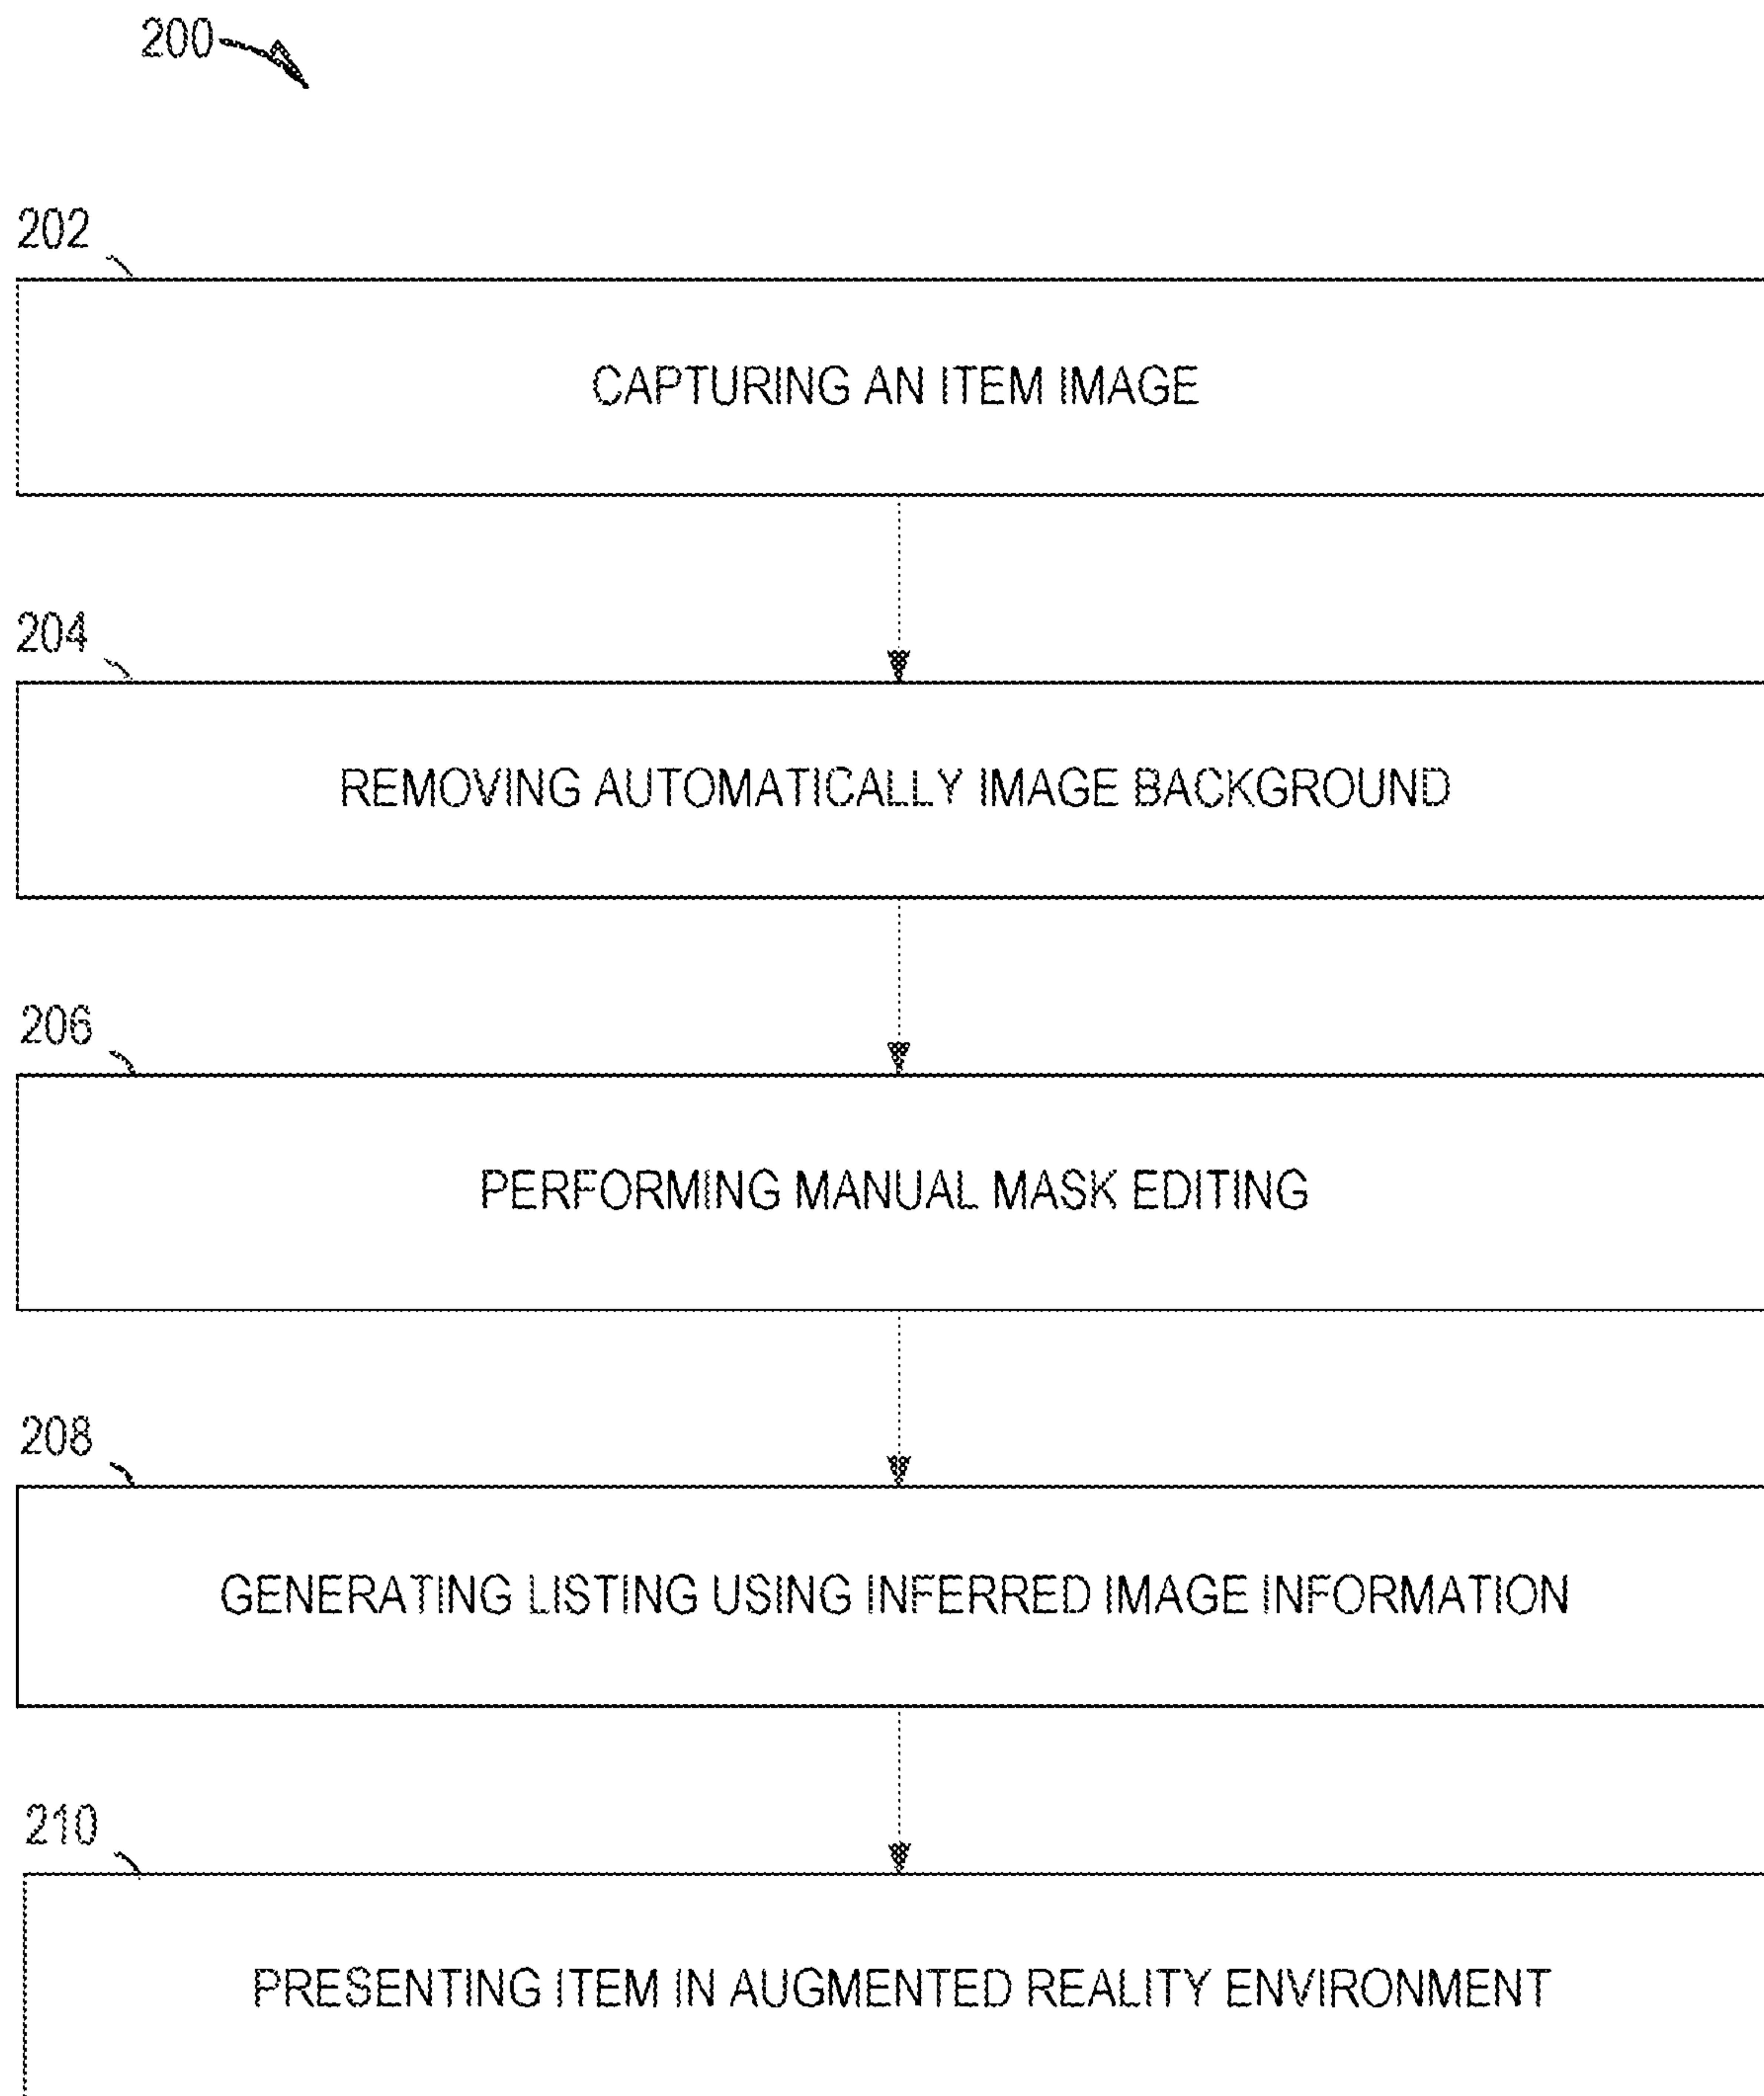 200
202
CAPTURING AN ITEM IMAGE
204
REMOVING AUTOMATICALLY IMAGE BACKGROUND
206
PERFORMING MANUAL MASK EDITING
208
GENERATING LISTING USING INFERRED IMAGE INFORMATION
210
PRESENTING ITEM IN AUGMENTED REALITY ENVIRONMENT